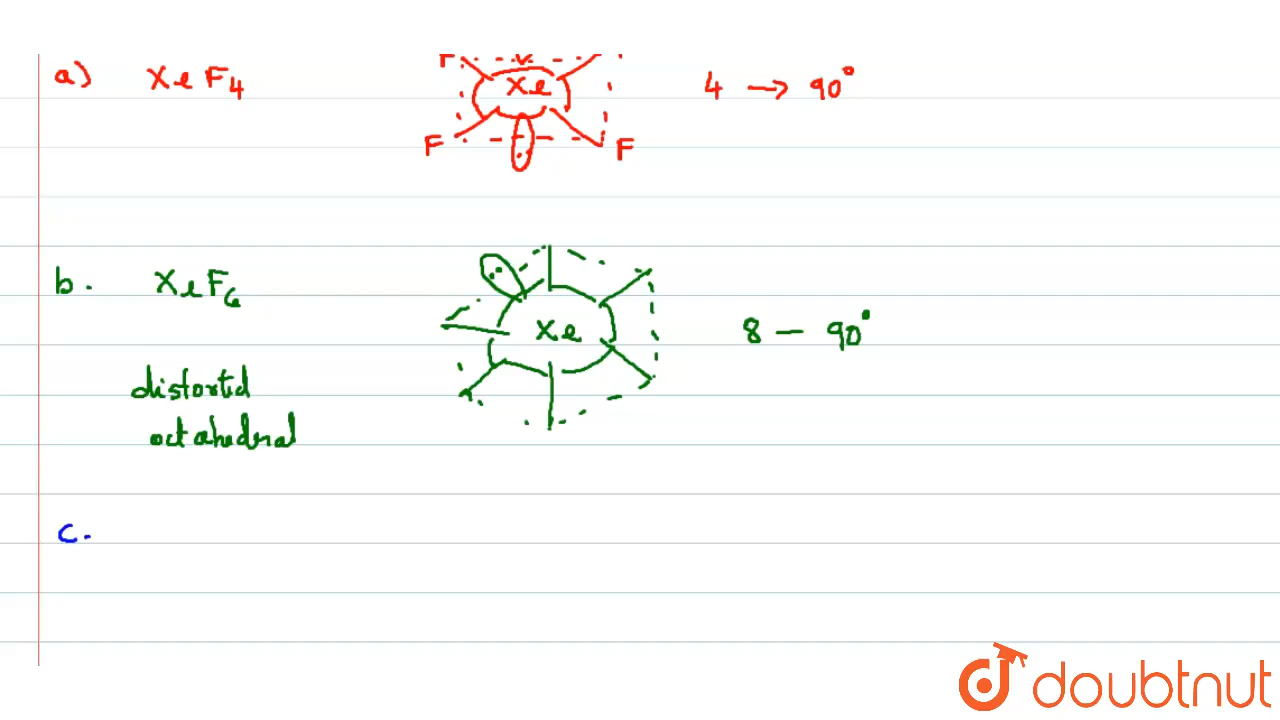 a) XeF4 F Xe F F 4 → 90°
b. XeF6 Xe 8 — 90°
distorted
octahedral
c.
doubtnut